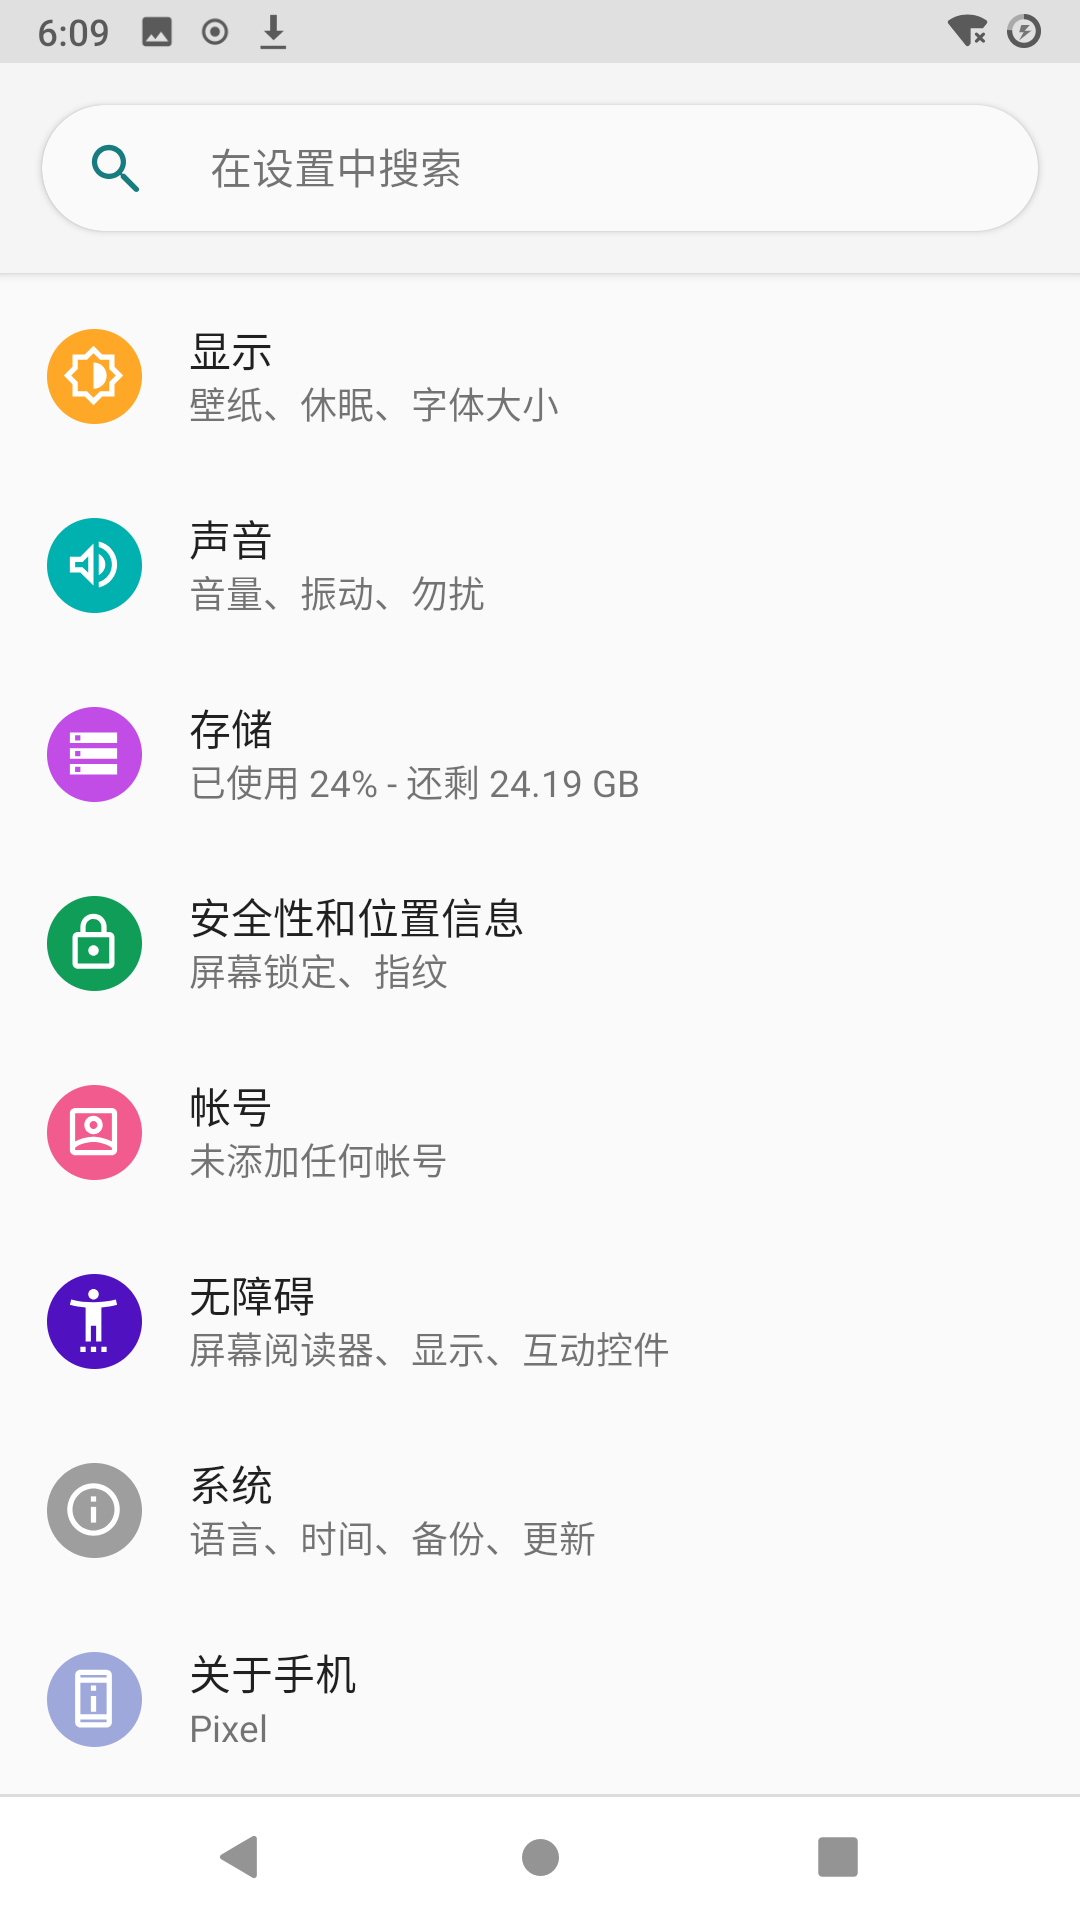 6:09
在设置中搜索
显示
壁纸、休眠、字体大小
声音
音量、振动、勿扰
存储
已使用 24% - 还剩 24.19 GB
安全性和位置信息
屏幕锁定、指纹
帐号
未添加任何帐号
无障碍
屏幕阅读器、显示、互动控件
系统
语言、时间、备份、更新
关于手机
Pixel